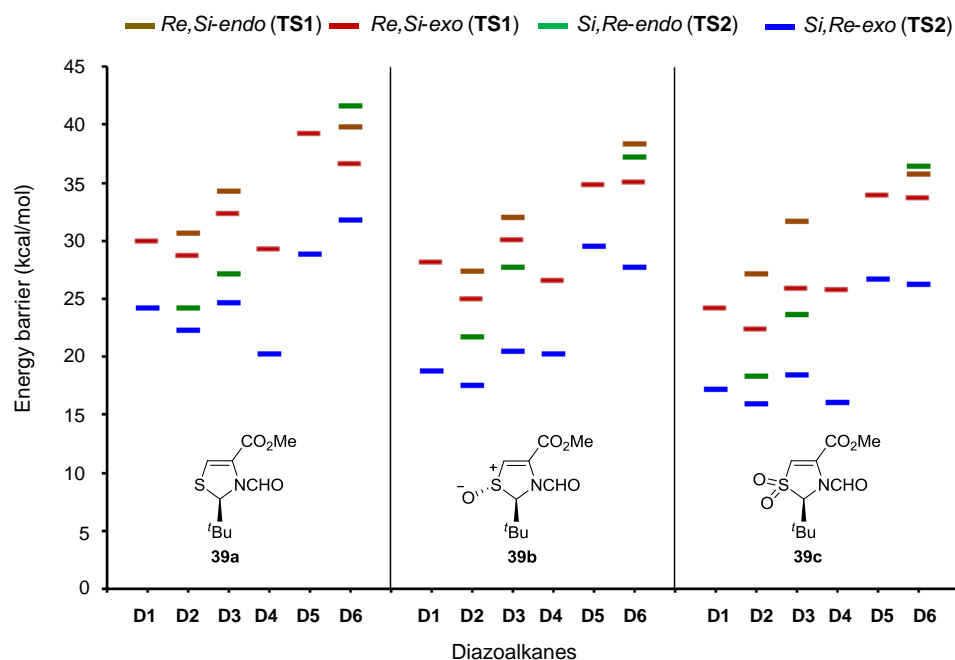 Re,Si-endo (TS1) Re,Si-exo (TS1) Si,Re-endo (TS2) Si,Re-exo (TS2)
45
40
35
30
25
20
15
10
5
0
Energy barrier (kcal/mol)
CO2Me
S
NCHO
tBu
39a
CO2Me
+
S
−
O
NCHO
tBu
39b
CO2Me
O
S
O
NCHO
tBu
39c
D1 D2 D3 D4 D5 D6 D1 D2 D3 D4 D5 D6 D1 D2 D3 D4 D5 D6
Diazoalkanes